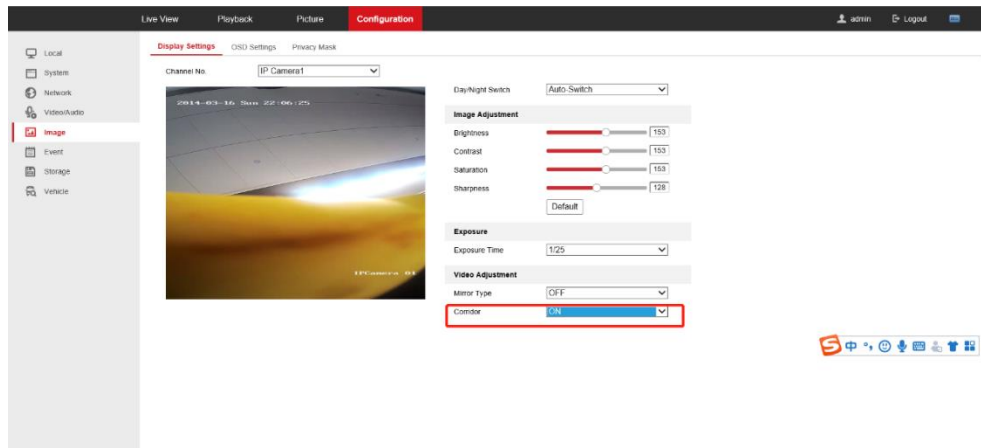 Live View Playback Picture Configuration admin Logout
Local
System
Network
Video/Audio
Image
Event
Storage
Vehicle
Display Settings OSD Settings Privacy Mask
Channel No. IP Camera1
2014-03-16 Sun 22:06:25
IPCamera 01
Day/Night Switch Auto-Switch
Image Adjustment
Brightness 153
Contrast 153
Saturation 153
Sharpness 128
Default
Exposure
Exposure Time 1/25
Video Adjustment
Mirror Type OFF
Corridor ON
S中